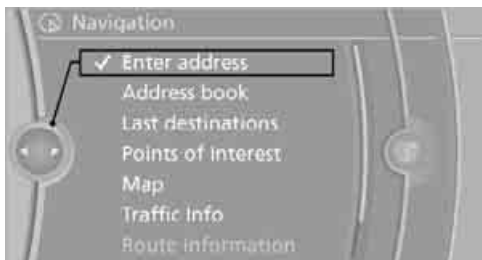 Navigation
Enter address
Address book
Last destinations
Points of interest
Map
Traffic Info
Route information